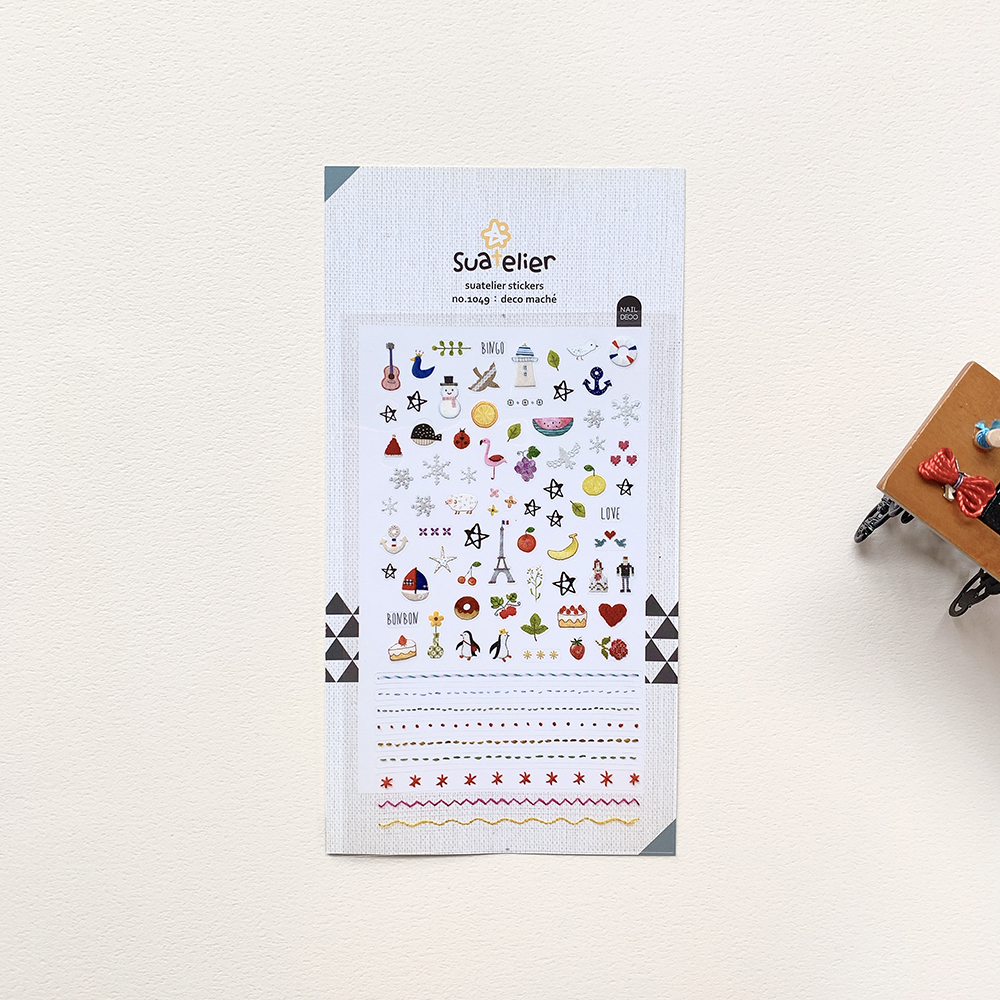 suatelier
suatelier stickers
no.1049 : deco maché
NAIL
DECO
BINGO
LOVE
BONBON